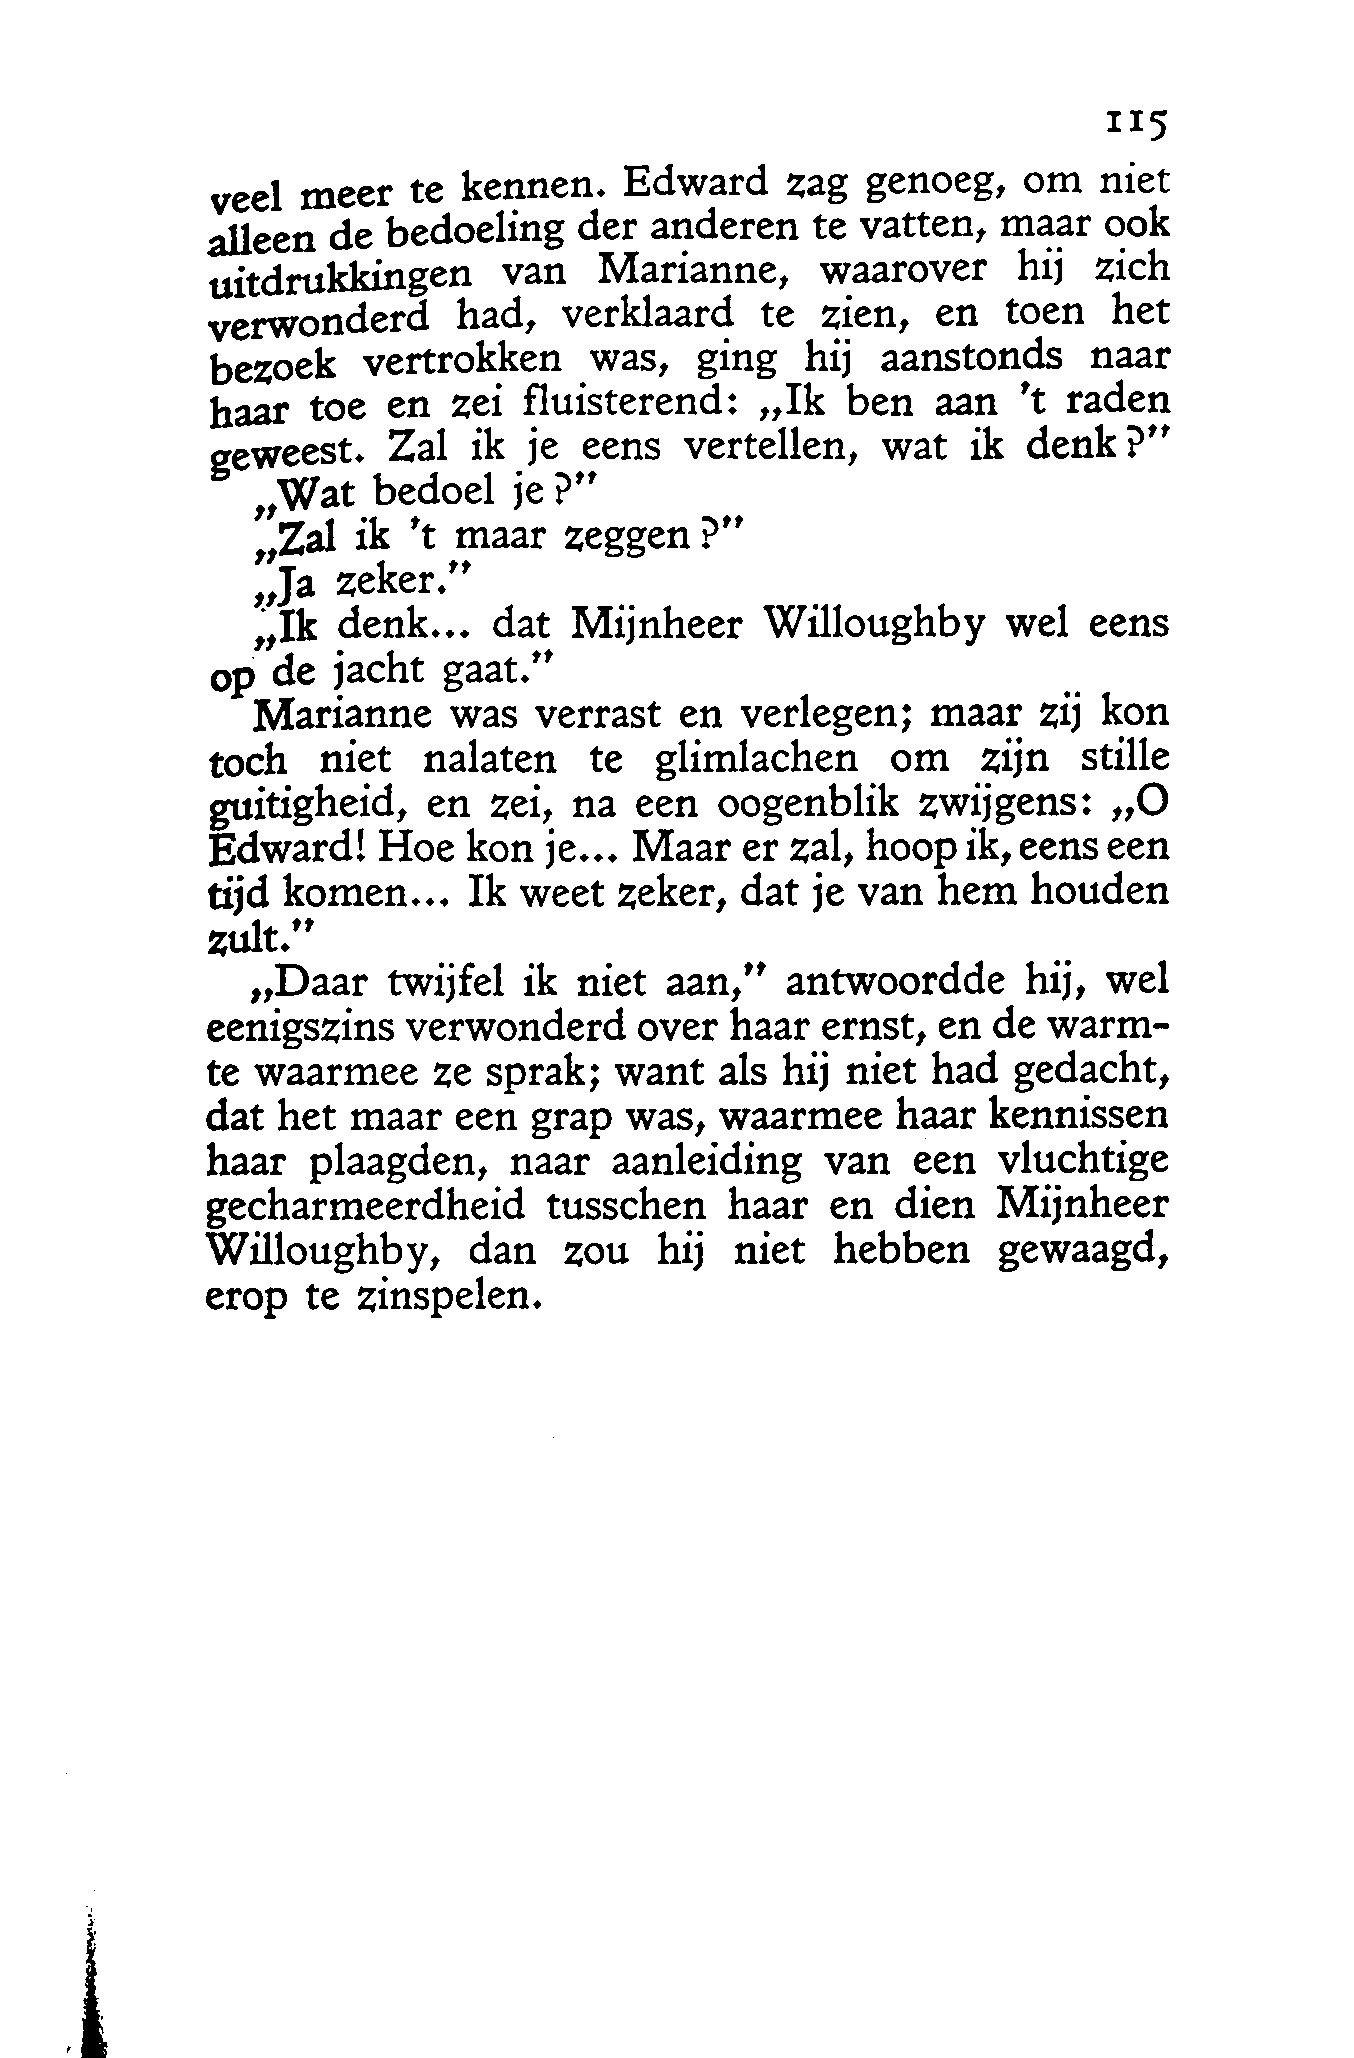 115
veel meer te kennen. Edward zag genoeg, om niet
alleen de bedoeling der anderen te vatten, maar ook
uitdrukkingen van Marianne, waarover hij zich
verwonderd had, verklaard te zien, en toen het
bezoek vertrokken was, ging hij aanstonds naar
haar toe en zei fluisterend: „Ik ben aan 't raden
geweest. Zal ik je eens vertellen, wat ik denk?”
„Wat bedoel je?”
„Zal ik 't maar zeggen?”
„Ja zeker.”
„Ik denk... dat Mijnheer Willoughby wel eens
op de jacht gaat.”
Marianne was verrast en verlegen; maar zij kon
toch niet nalaten te glimlachen om zijn stille
guitigheid, en zei, na een oogenblik zwijgens: „O
Edward! Hoe kon je... Maar er zal, hoop ik, eens een
tijd komen... Ik weet zeker, dat je van hem houden
zult.”
„Daar twijfel ik niet aan,” antwoordde hij, wel
eenigszins verwonderd over haar ernst, en de warm-
te waarmee ze sprak; want als hij niet had gedacht,
dat het maar een grap was, waarmee haar kennissen
haar plaagden, naar aanleiding van een vluchtige
gecharmeerdheid tusschen haar en dien Mijnheer
Willoughby, dan zou hij niet hebben gewaagd,
erop te zinspelen.